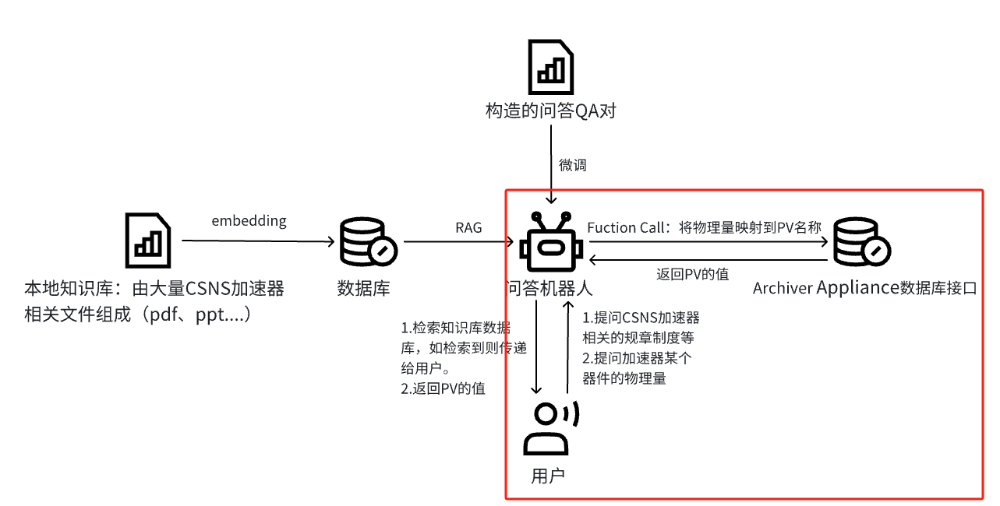 构造的问答QA对
微调
embedding
RAG
Fuction Call：将物理量映射到PV名称
返回PV的值
本地知识库：由大量CSNS加速器
相关文件组成（pdf、ppt....）
数据库
问答机器人
Archiver Appliance数据库接口
1.检索知识库数据
库，如检索到则传递
给用户。
2.返回PV的值
1.提问CSNS加速器
相关的规章制度等
2.提问加速器某个
器件的物理量
用户